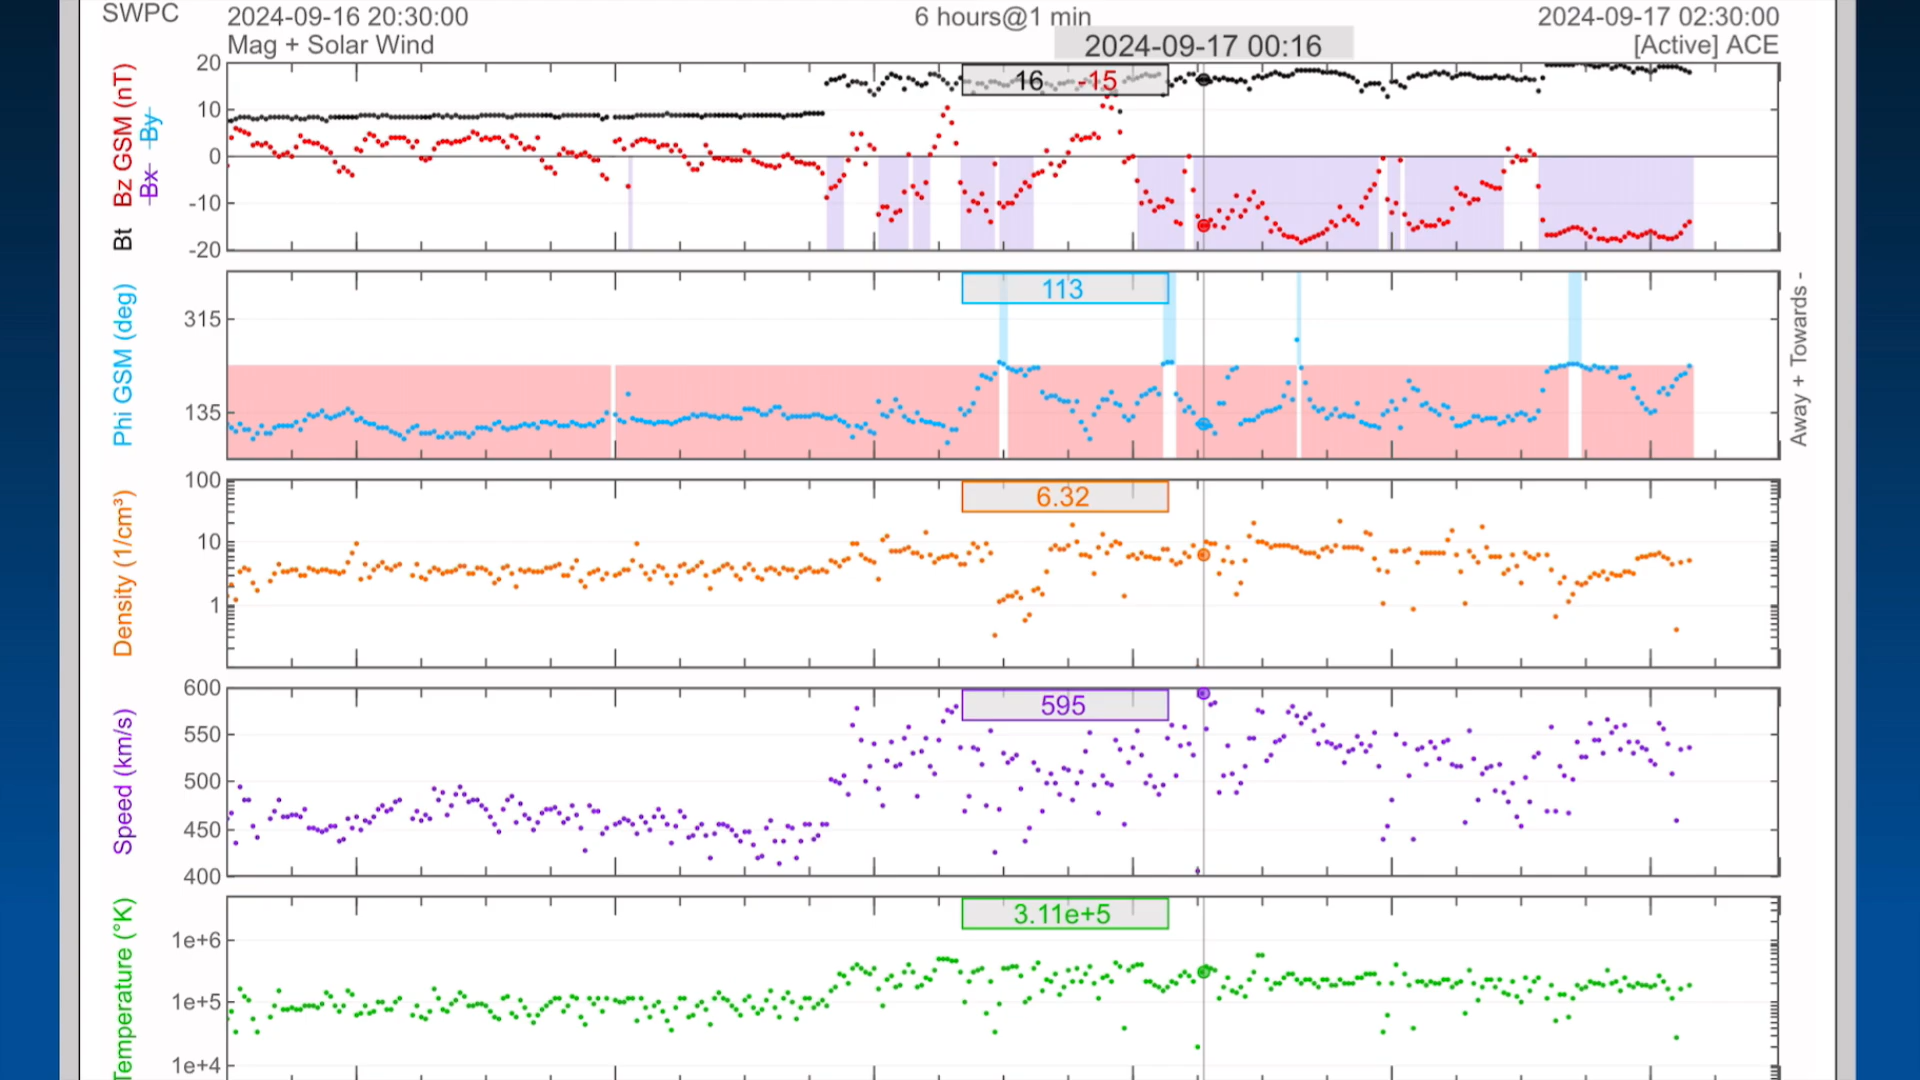 SWPC
2024-09-16 20:30:00
6 hours@1 min
2024-09-17 02:30:00
Mag + Solar Wind
2024-09-17 00:16
[Active] ACE
Bt Bz GSM (nT)
Bx By
20
10
0
-10
-20
16 -15
Phi GSM (deg)
315
135
113
Away + Towards -
Density (1/cm³)
100
10
1
6.32
Speed (km/s)
600
550
500
450
400
595
Temperature (°K)
1e+6
1e+5
1e+4
3.11e+5